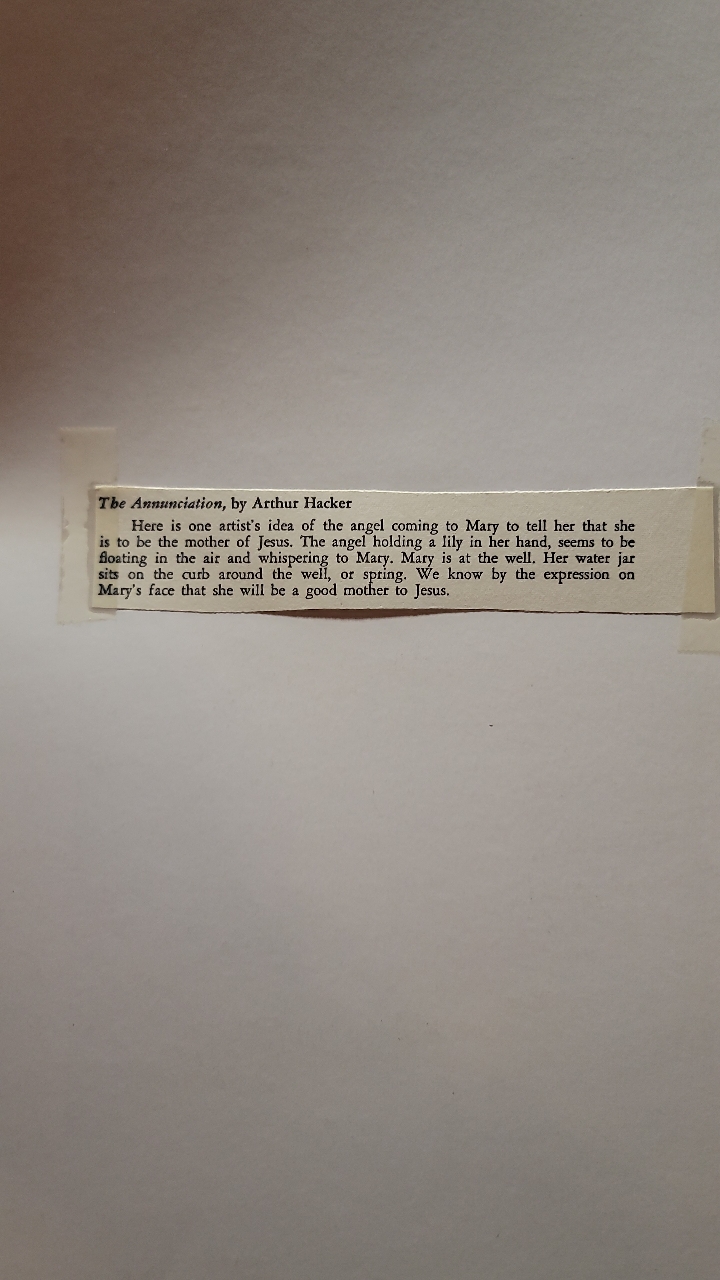 The Annunciation, by Arthur Hacker
Here is one artist's idea of the angel coming to Mary to tell her that she
is to be the mother of Jesus. The angel holding a lily in her hand, seems to be
floating in the air and whispering to Mary. Mary is at the well. Her water jar
sits on the curb around the well, or spring. We know by the expression on
Mary's face that she will be a good mother to Jesus.